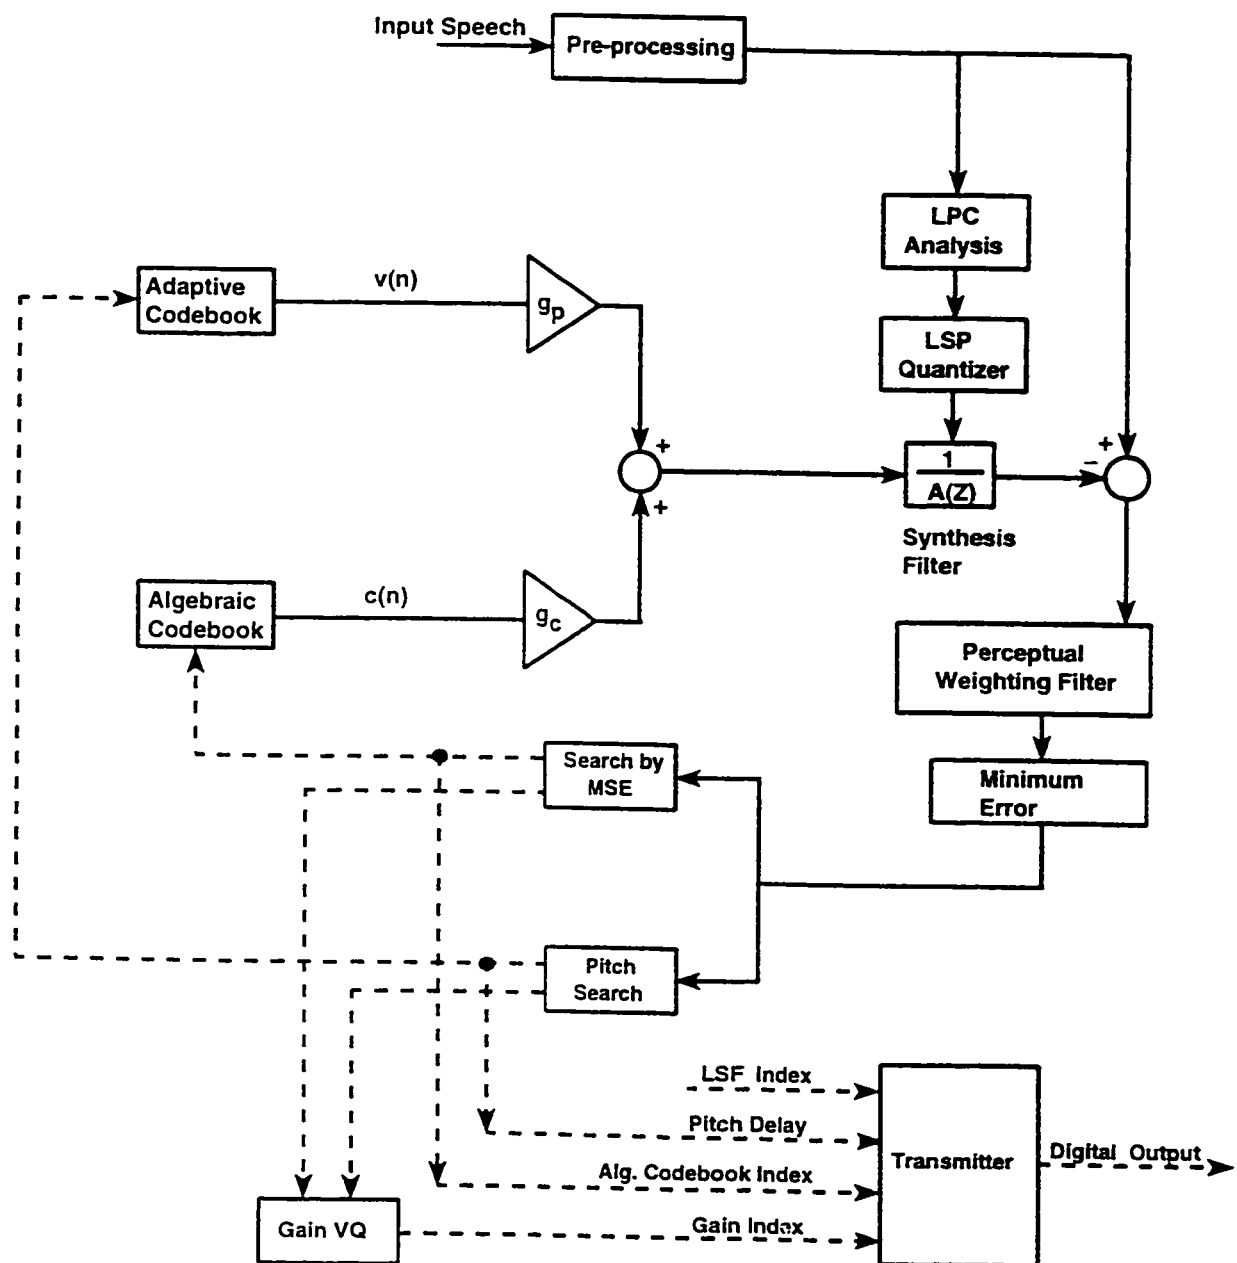 Input Speech
Pre-processing
LPC
Analysis
Adaptive
Codebook
v(n)
gp
LSP
Quantizer
+
+
-
1
A(Z)
+
Synthesis
Filter
Algebraic
Codebook
c(n)
gc
Perceptual
Weighting Filter
Search by
MSE
Minimum
Error
Pitch
Search
LSF Index
Pitch Delay
Alg. Codebook Index
Gain Index
Transmitter
Digital Output
Gain VQ